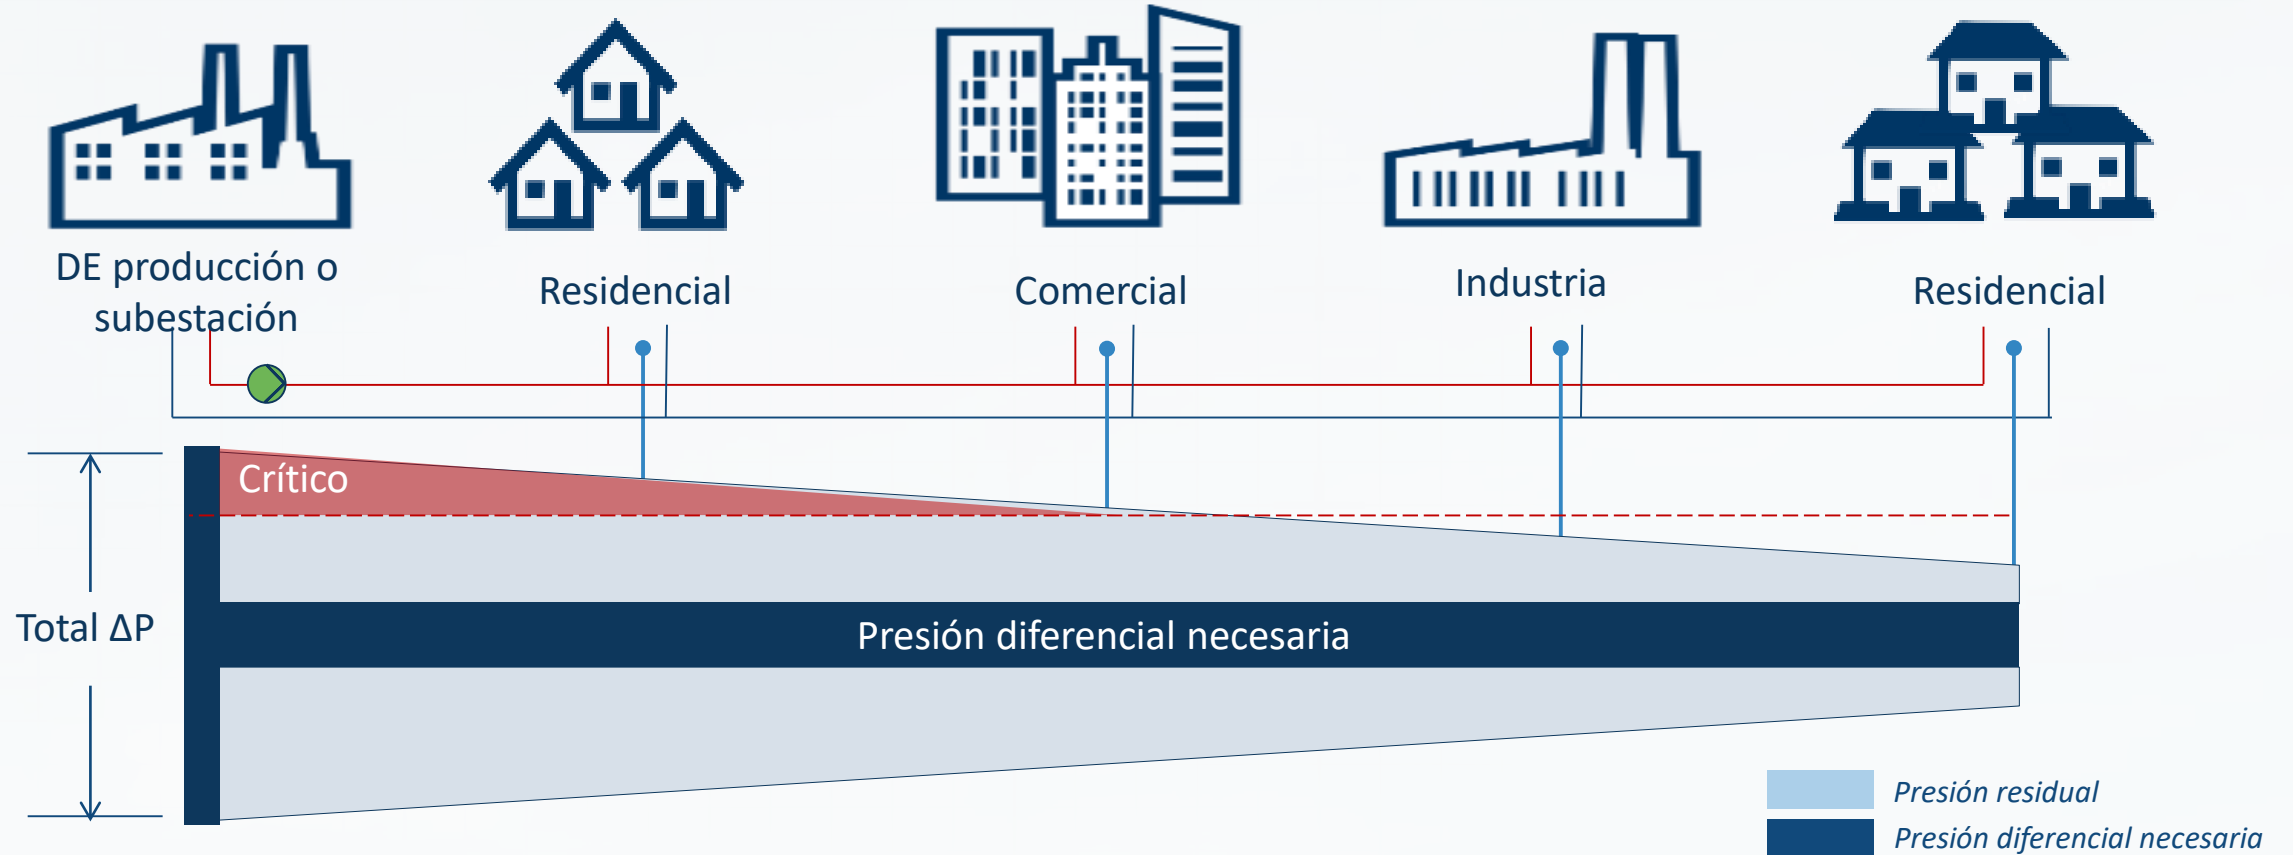 DE producción o
subestación
Residencial
Comercial
Industria
Residencial
Crítico
Total ΔP
Presión diferencial necesaria
Presión residual
Presión diferencial necesaria